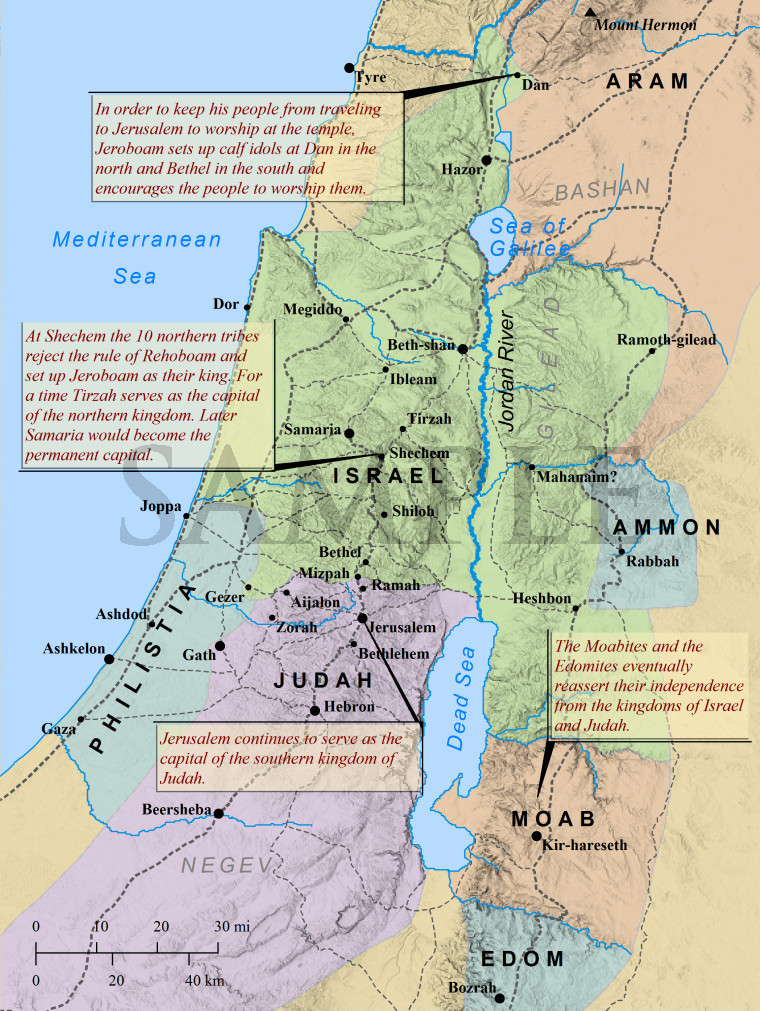 Mount Hermon
Tyre
ARAM
Dan
In order to keep his people from traveling
to Jerusalem to worship at the temple,
Jeroboam sets up calf idols at Dan in the
north and Bethel in the south and
encourages the people to worship them.
Hazor
BASHAN
Mediterranean
Sea
Sea of
Galilee
Dor
Megiddo
GILEAD
Jordan River
Ramoth-gilead
Beth-shan
At Shechem the 10 northern tribes
reject the rule of Rehoboam and
set up Jeroboam as their king. For
a time Tirzah serves as the capital
of the northern kingdom. Later
Samaria would become the
permanent capital.
Ibleam
Tirzah
Samaria
Shechem
SAMPLE
ISRAEL
Mahanaim?
Joppa
Shiloh
AMMON
Bethel
Rabbah
Mizpah
Ramah
Gezer
Aijalon
Heshbon
Ashdod
Zorah
Jerusalem
PHILISTIA
Ashkelon
Gath
Bethlehem
The Moabites and the
Edomites eventually
reassert their independence
from the kingdoms of Israel
and Judah.
JUDAH
Dead Sea
Hebron
Gaza
Jerusalem continues to serve as the
capital of the southern kingdom of
Judah.
Beersheba
MOAB
Kir-hareseth
NEGEV
0 10 20 30 mi
0 20 40 km
EDOM
Bozrah